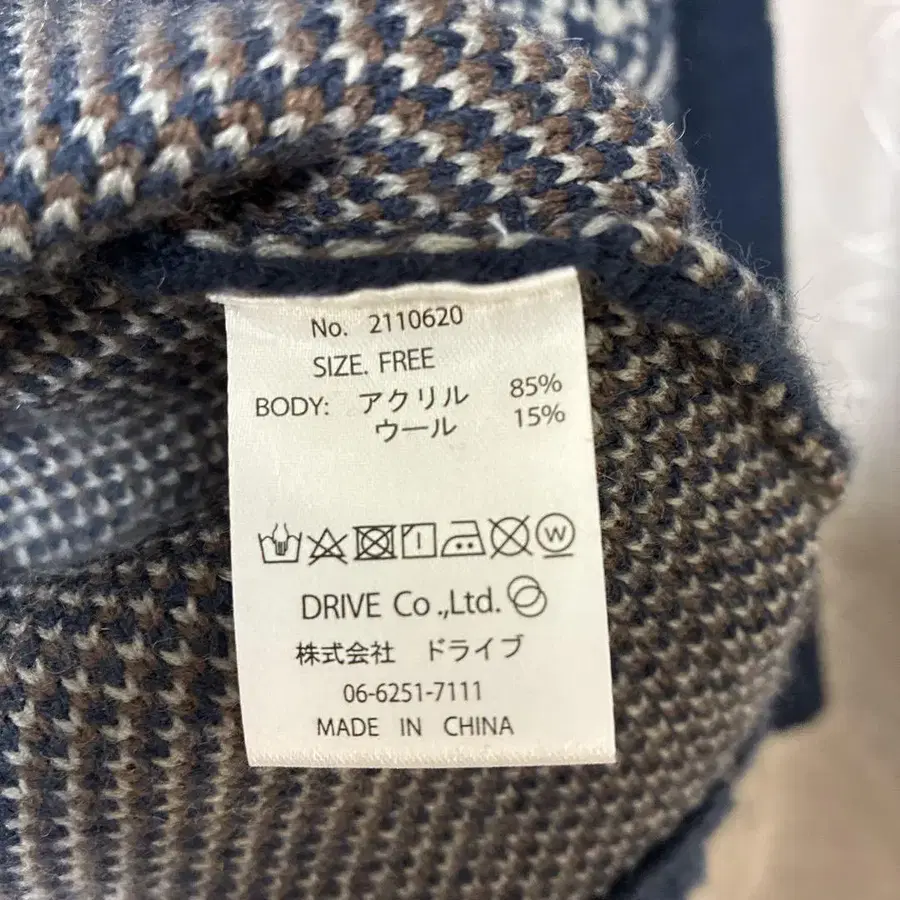 No. 2110620
SIZE. FREE
BODY: アクリル 85%
ウール 15%
W
DRIVE Co.,Ltd.
株式会社 ドライブ
06-6251-7111
MADE IN CHINA